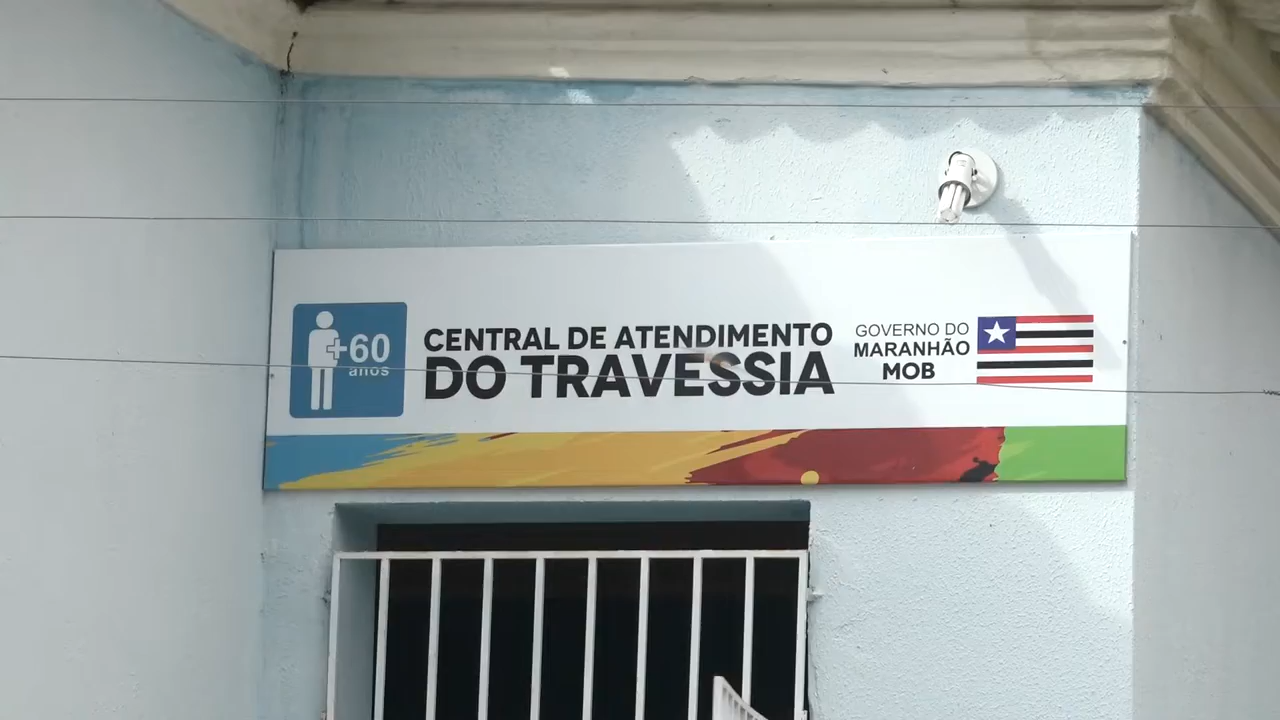 +60
anos
CENTRAL DE ATENDIMENTO
DO TRAVESSIA
GOVERNO DO
MARANHÃO
MOB